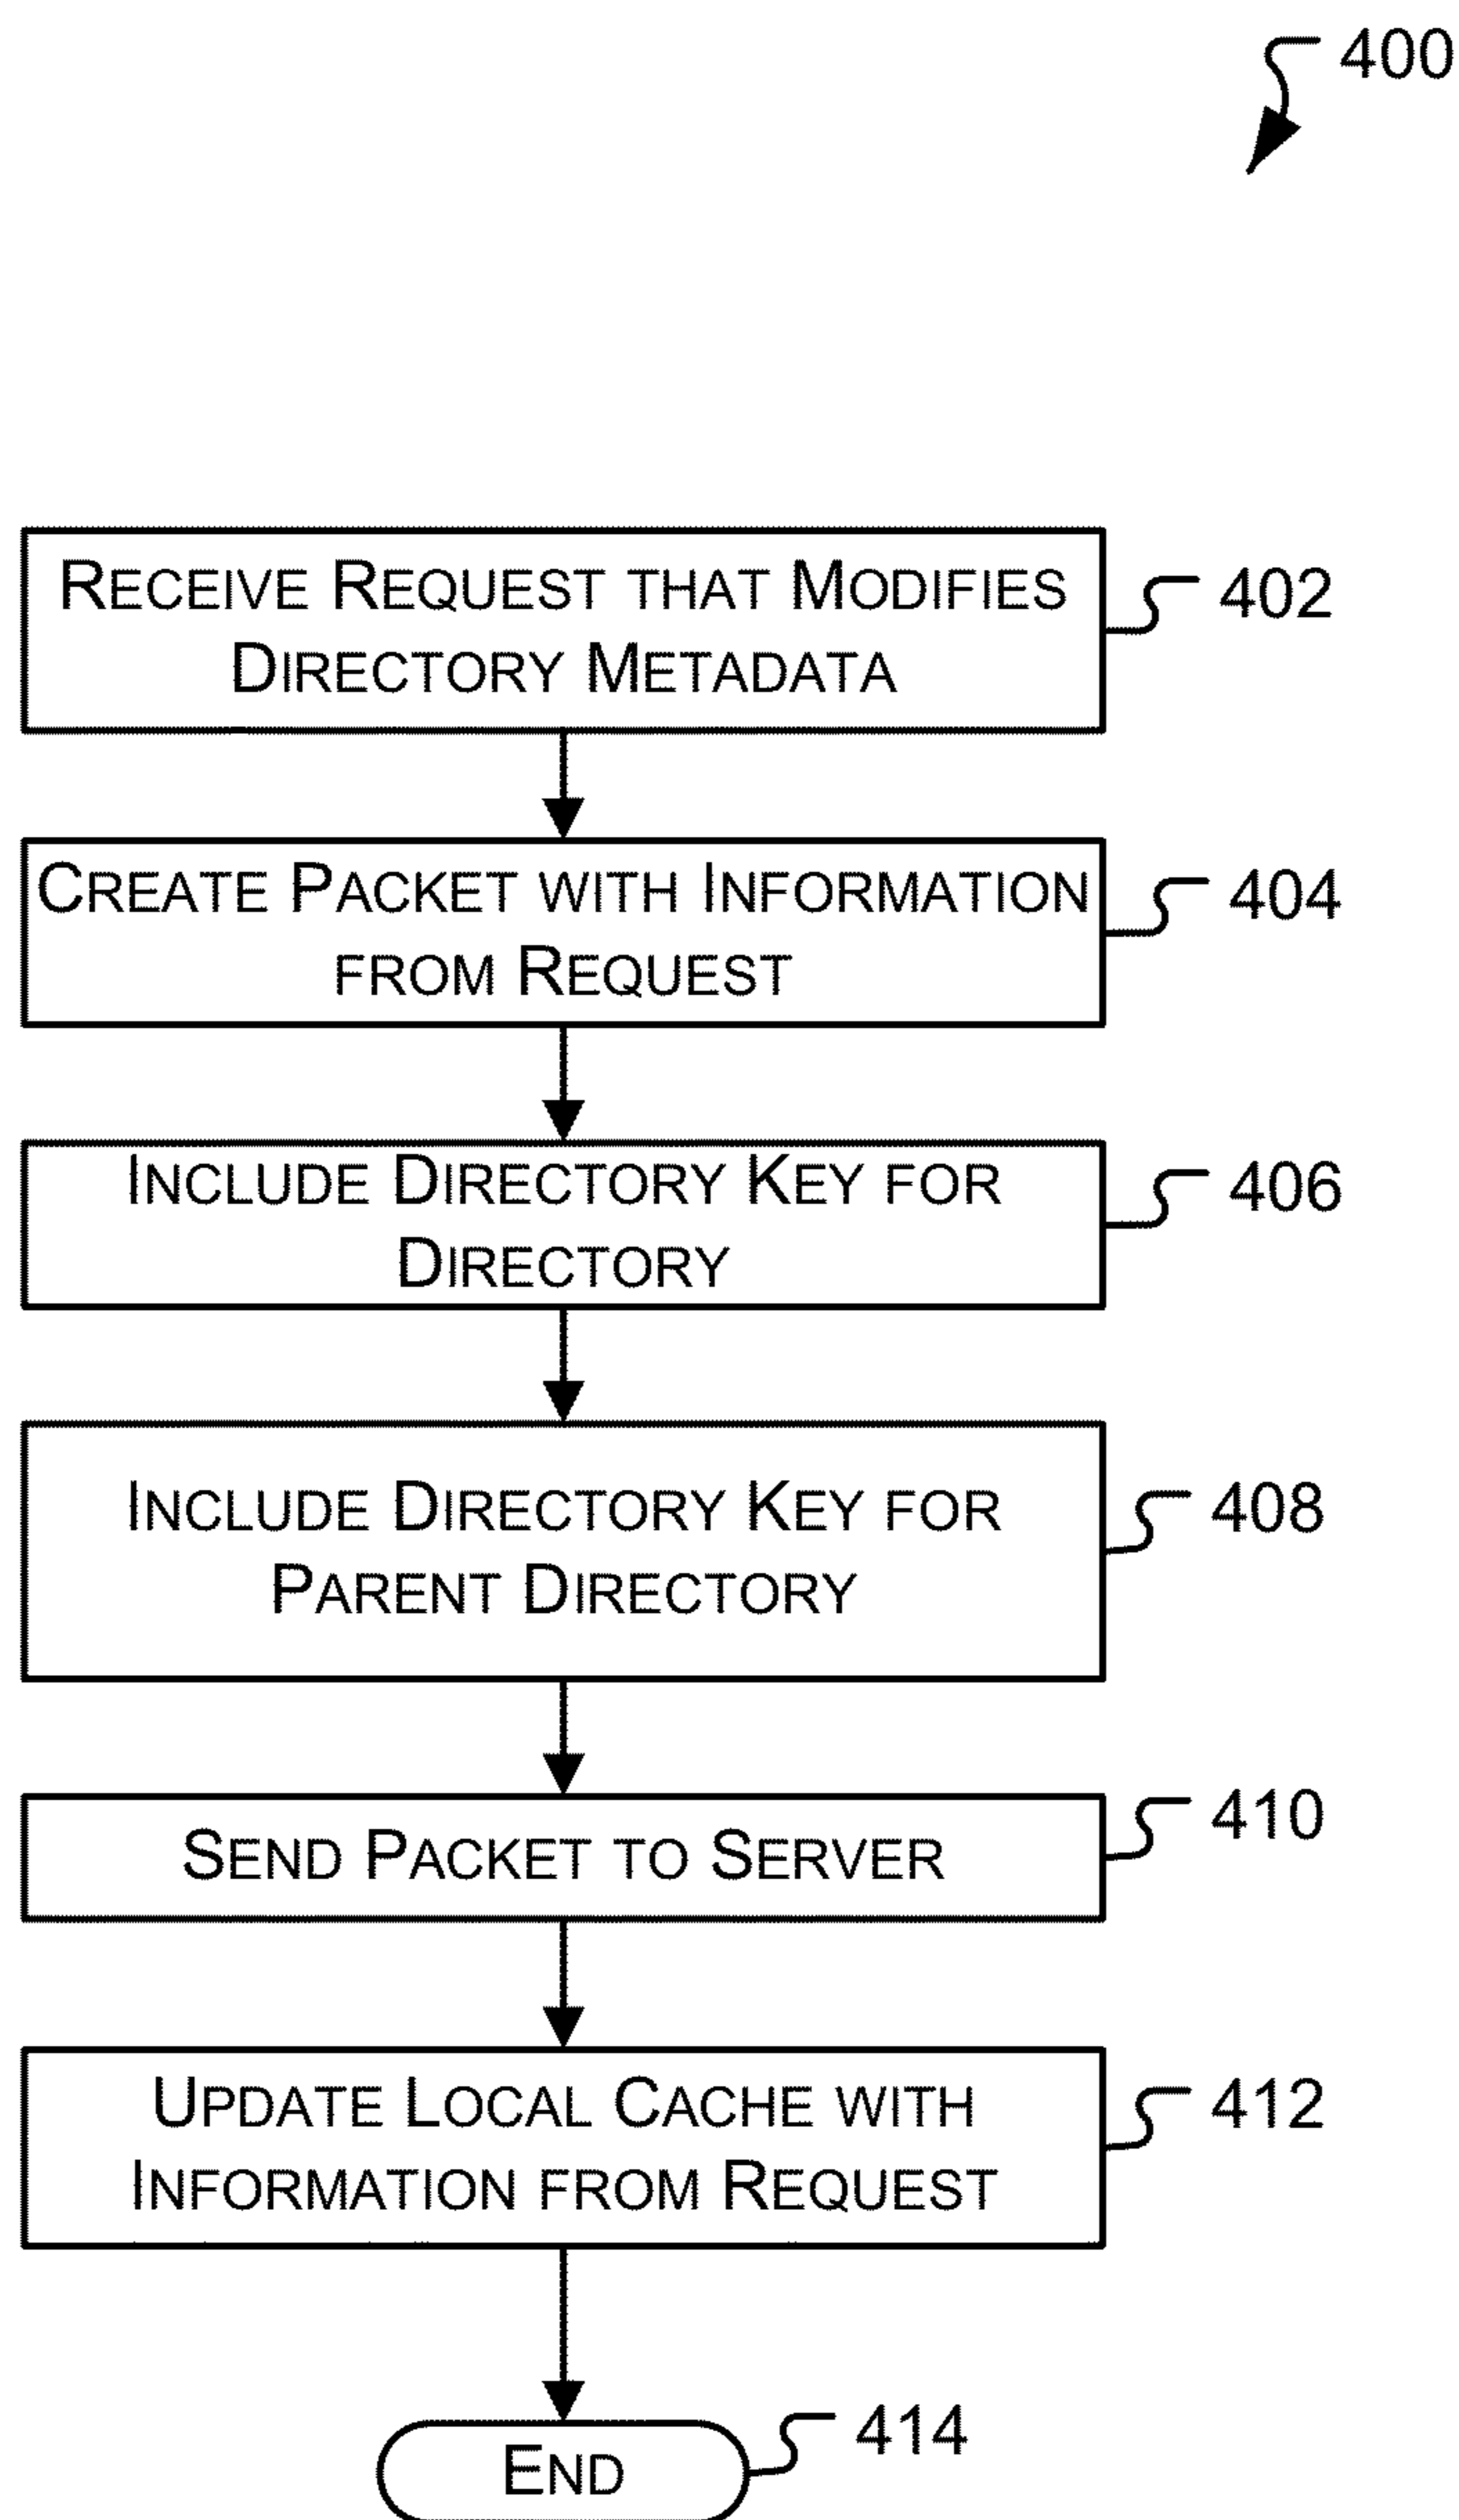 400
RECEIVE REQUEST THAT MODIFIES
DIRECTORY METADATA
402
CREATE PACKET WITH INFORMATION
FROM REQUEST
404
INCLUDE DIRECTORY KEY FOR
DIRECTORY
406
INCLUDE DIRECTORY KEY FOR
PARENT DIRECTORY
408
SEND PACKET TO SERVER
410
UPDATE LOCAL CACHE WITH
INFORMATION FROM REQUEST
412
END
414